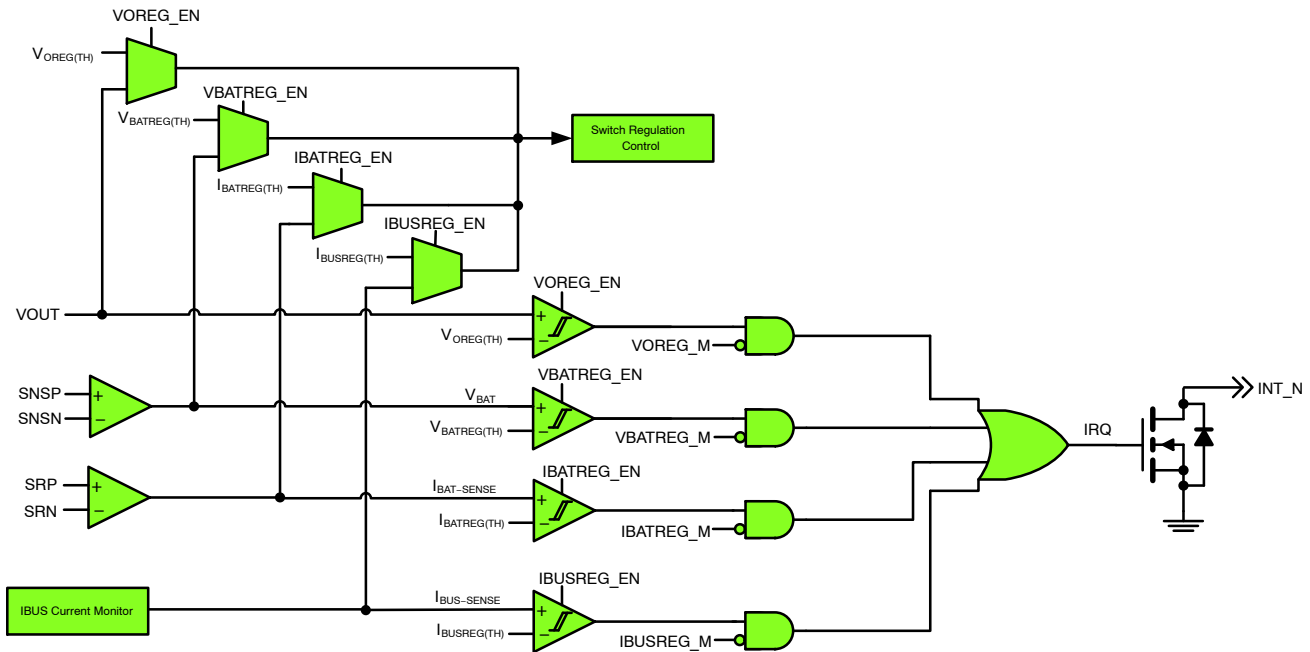 VOREG_EN
VOREG(TH)
VBATREG_EN
VBATREG(TH)
IBATREG_EN
IBATREG(TH)
IBUSREG_EN
IBUSREG(TH)
Switch Regulation
Control
VOUT
VOREG_EN
+
VOREG(TH)
−
VOREG_M
SNSP
+
SNSN
−
VBAT
VBATREG_EN
+
VBATREG(TH)
−
VBATREG_M
IRQ
INT_N
SRP
+
SRN
−
IBAT−SENSE
IBATREG_EN
+
IBATREG(TH)
−
IBATREG_M
IBUS Current Monitor
IBUS−SENSE
IBUSREG_EN
+
IBUSREG(TH)
−
IBUSREG_M